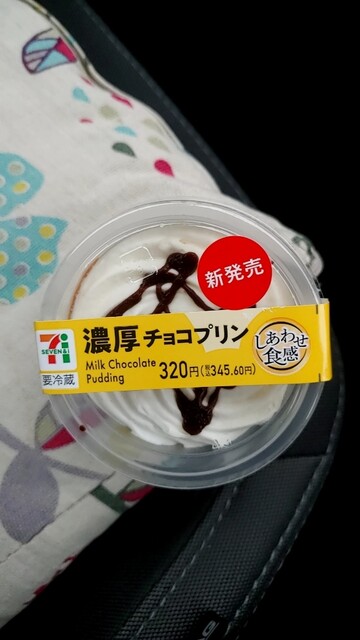 新発売
7
SEVEN&i
濃厚チョコプリン
Milk Chocolate
Pudding
320円(税込345.60円)
しあわせ
食感
要冷蔵